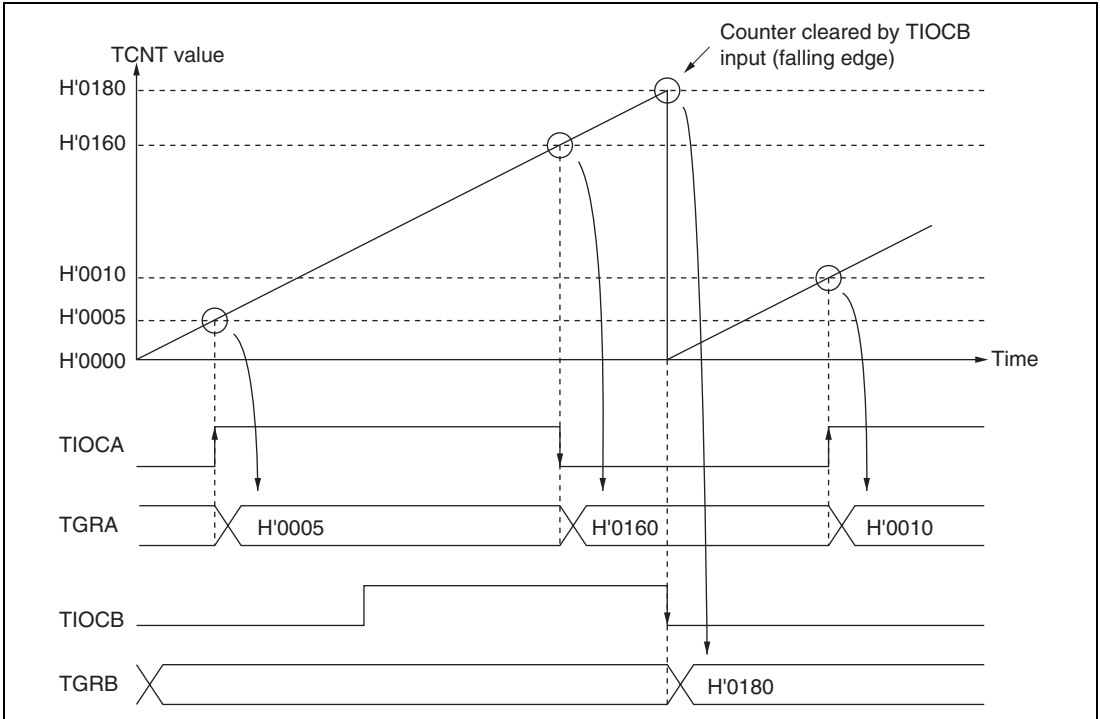 Counter cleared by TIOCB
input (falling edge)
TCNT value
H'0180
H'0160
H'0010
H'0005
H'0000
Time
TIOCA
TGRA
H'0005
H'0160
H'0010
TIOCB
TGRB
H'0180